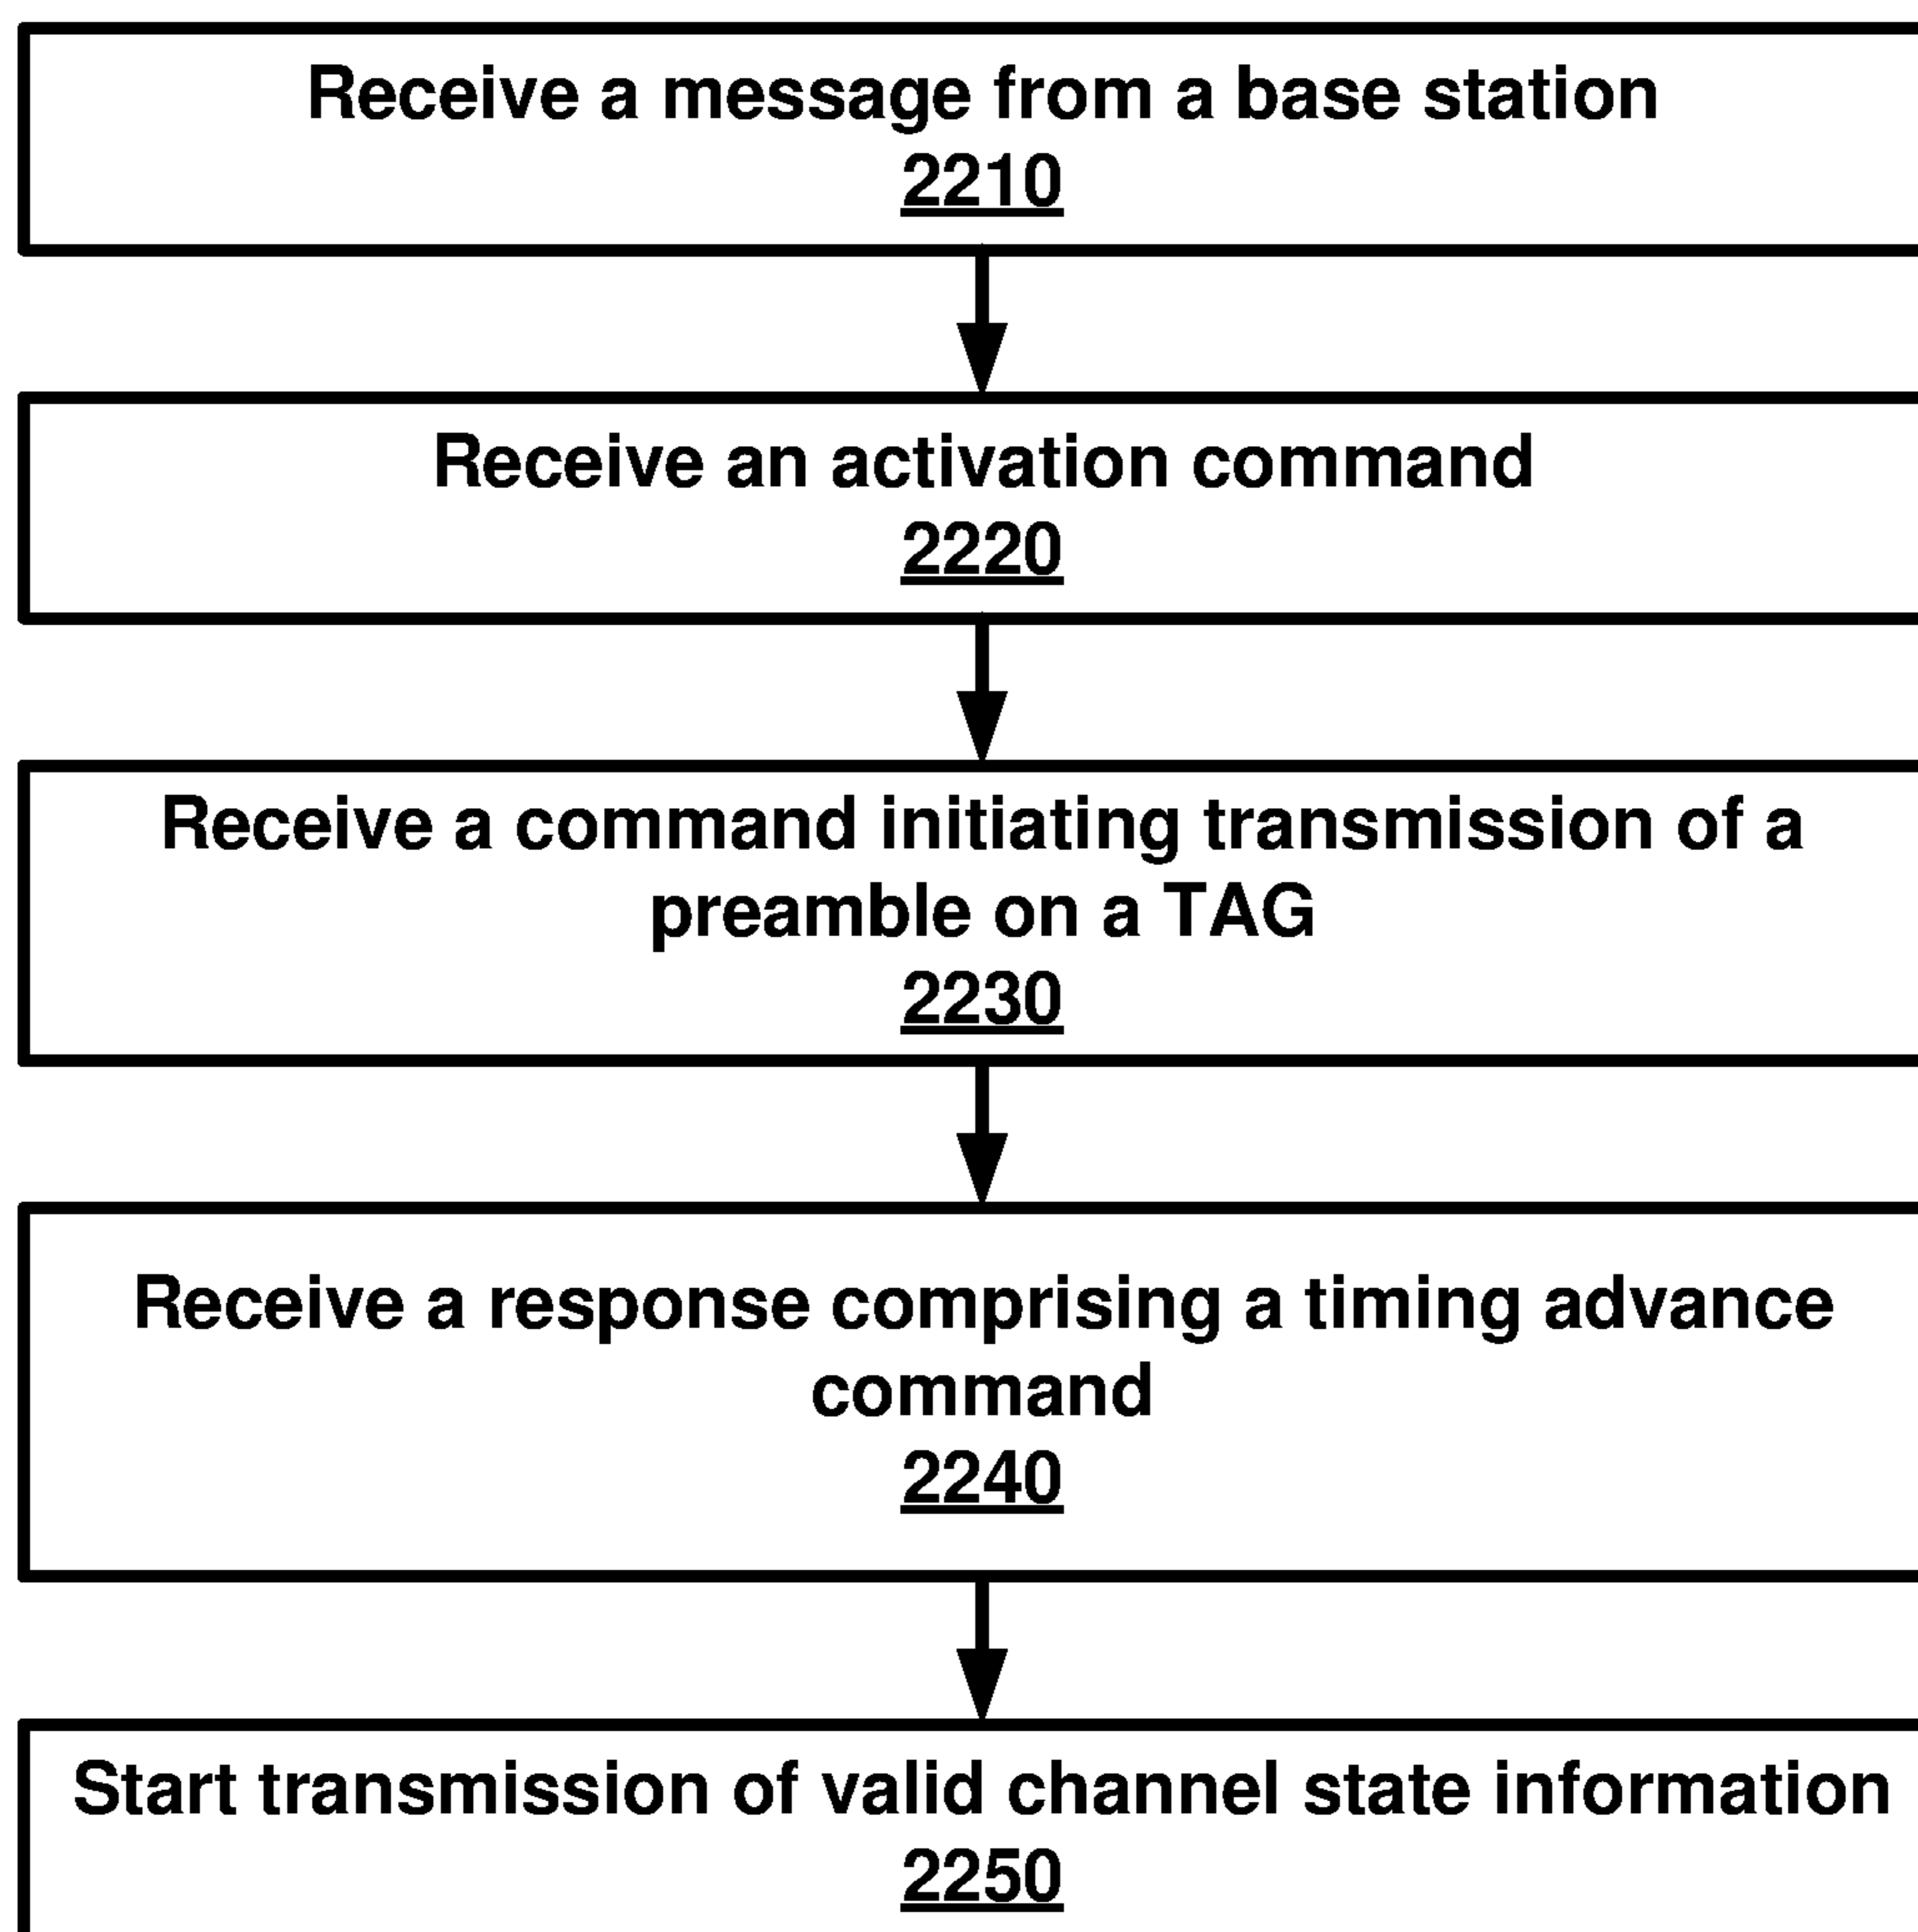 Receive a message from a base station
2210
Receive an activation command
2220
Receive a command initiating transmission of a
preamble on a TAG
2230
Receive a response comprising a timing advance
command
2240
Start transmission of valid channel state information
2250